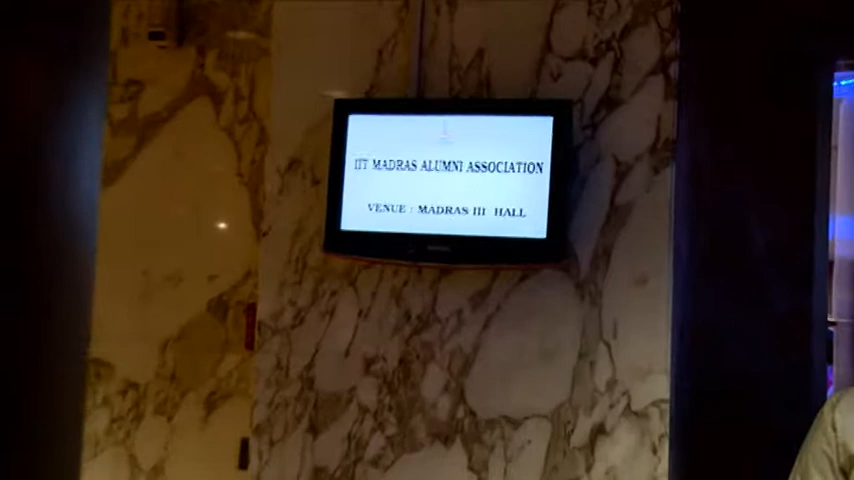 IIT MADRAS ALUMNI ASSOCIATION
VENUE : MADRAS III HALL